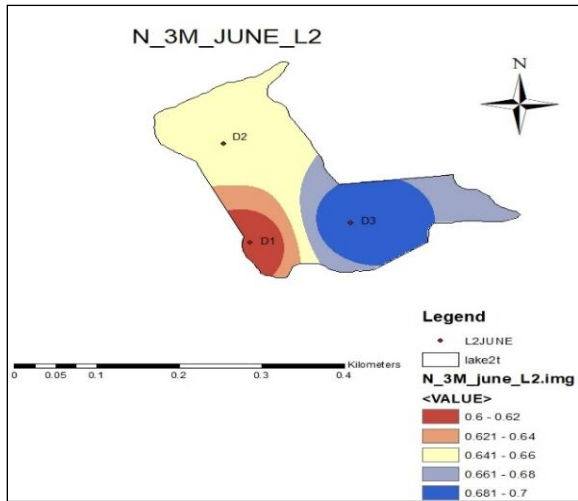 N_3M_JUNE_L2
N
D2
D3
D1
Legend
L2JUNE
lake2t
N_3M_june_L2.img
<VALUE>
0.6 - 0.62
0.621 - 0.64
0.641 - 0.66
0.661 - 0.68
0.681 - 0.7
Kilometers
0 0.05 0.1 0.2 0.3 0.4